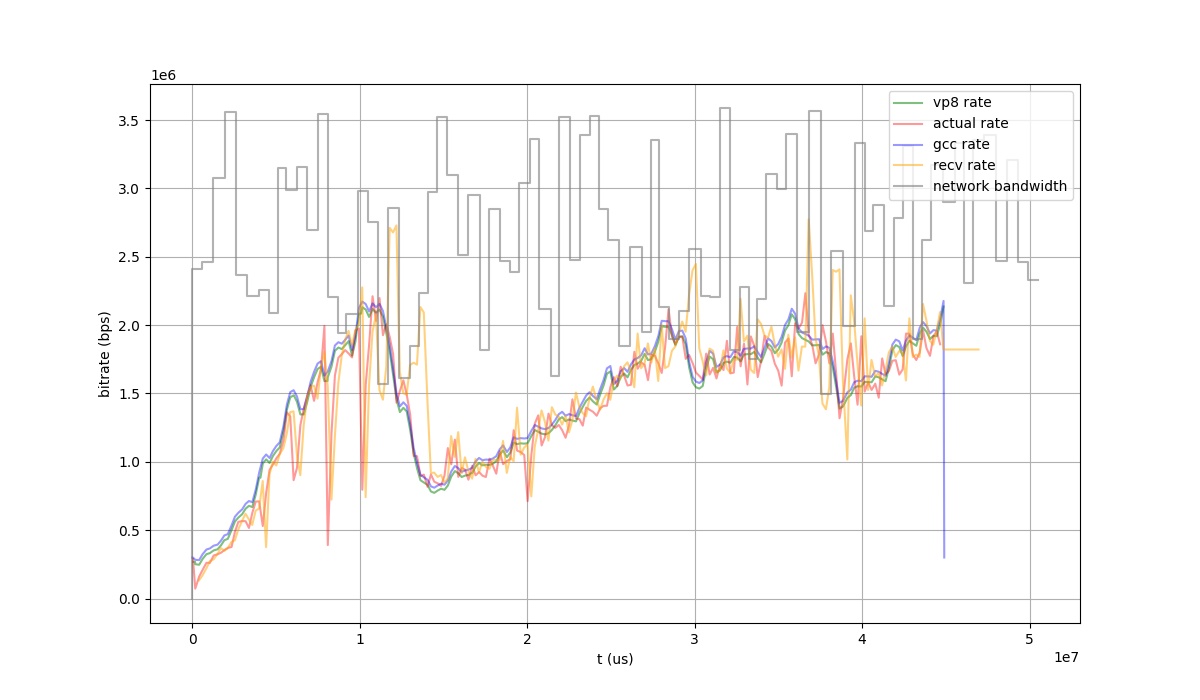 1e6
3.5
3.0
2.5
2.0
1.5
1.0
0.5
0.0
bitrate (bps)
vp8 rate
actual rate
gcc rate
recv rate
network bandwidth
0 1 2 3 4 5
t (us)
1e7